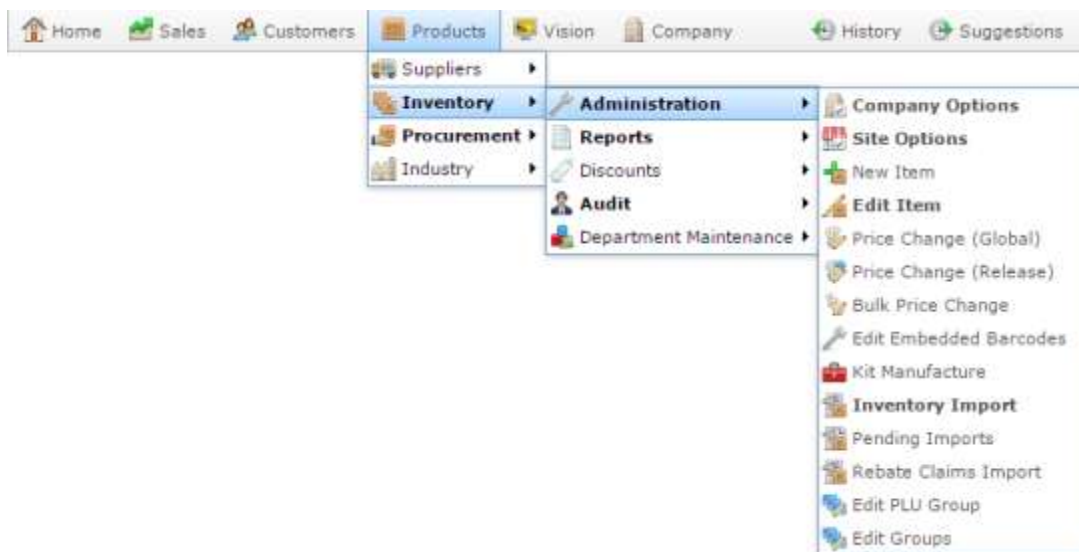 Home Sales Customers Products Vision Company History Suggestions
Suppliers
Inventory
Procurement
Industry
Administration
Reports
Discounts
Audit
Department Maintenance
Company Options
Site Options
New Item
Edit Item
Price Change (Global)
Price Change (Release)
Bulk Price Change
Edit Embedded Barcodes
Kit Manufacture
Inventory Import
Pending Imports
Rebate Claims Import
Edit PLU Group
Edit Groups